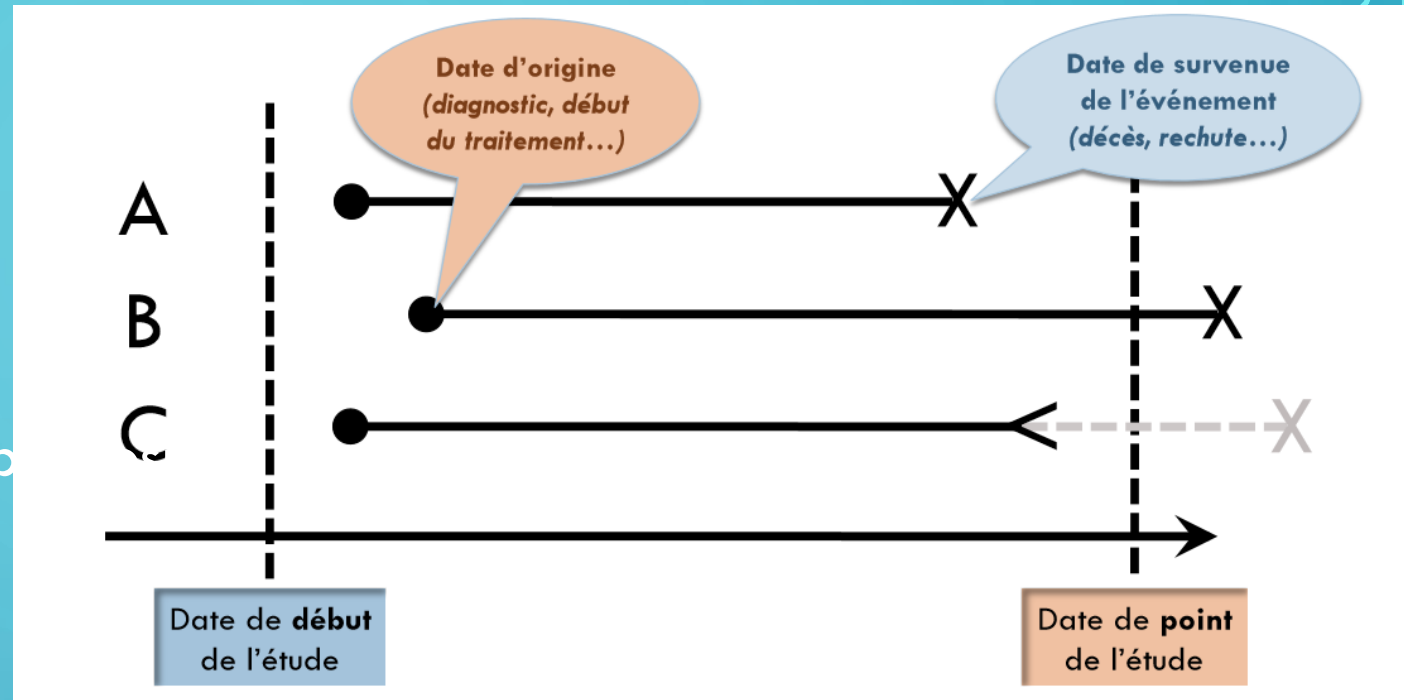 Date d’origine
(diagnostic, début
du traitement…)
Date de survenue
de l’événement
(décès, rechute…)
A
B
C
Date de début
de l’étude
Date de point
de l’étude